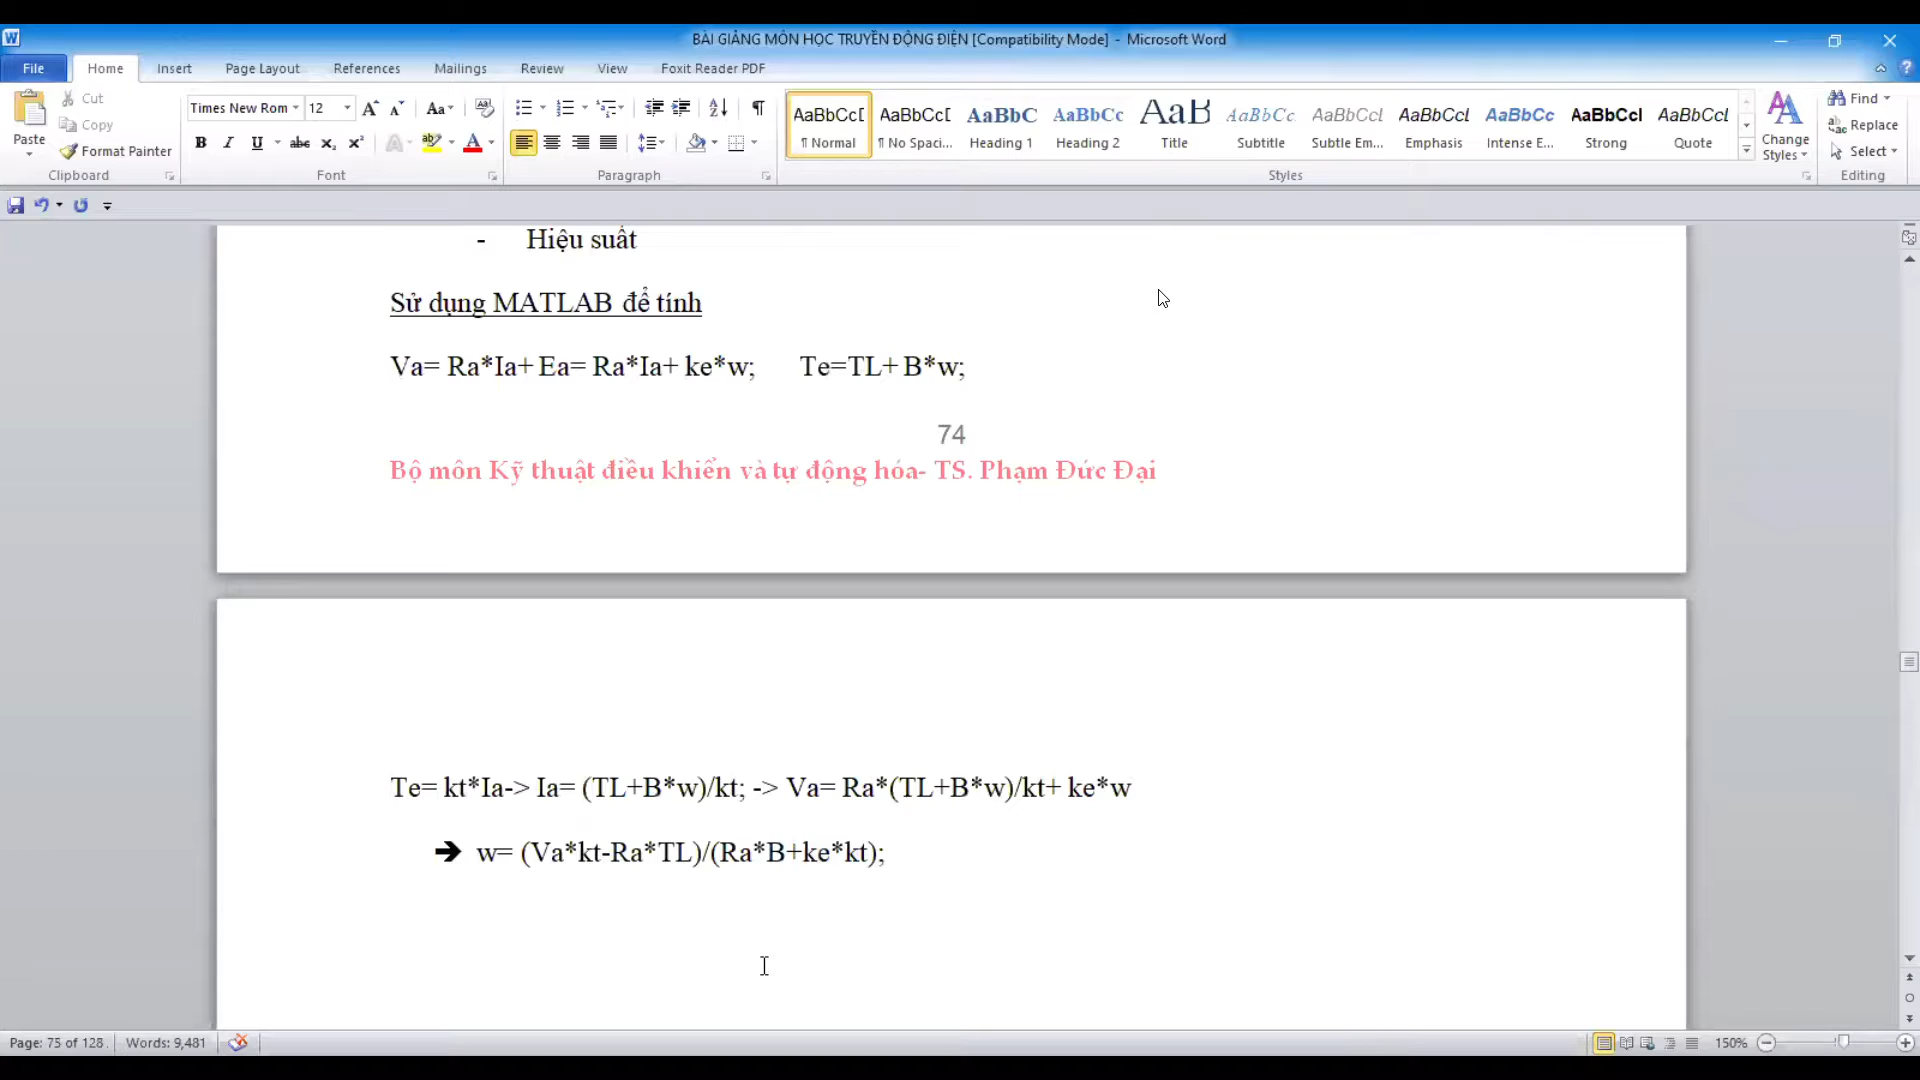 BÀI GIẢNG MÔN HỌC TRUYỀN ĐỘNG ĐIỆN [Compatibility Mode] - Microsoft Word
File Home Insert Page Layout References Mailings Review View Foxit Reader PDF
Paste
Cut
Copy
Format Painter
Clipboard
Times New Rom 12
Font
Paragraph
AaBbCcD AaBbCcD AaBbC AaBbCc AaB AaBbCc. AaBbCcl AaBbCcl AaBbCc AaBbCcl AaBbCcl
¶ Normal ¶ No Spaci... Heading 1 Heading 2 Title Subtitle Subtle Em... Emphasis Intense E... Strong Quote
Styles
Change Styles
Find
Replace
Select
Editing
- Hiệu suất
Sử dụng MATLAB để tính
Va= Ra*Ia+ Ea= Ra*Ia+ ke*w; Te=TL+ B*w;
74
Bộ môn Kỹ thuật điều khiển và tự động hóa- TS. Phạm Đức Đại
Te= kt*Ia-> Ia= (TL+B*w)/kt; -> Va= Ra*(TL+B*w)/kt+ ke*w
➔ w= (Va*kt-Ra*TL)/(Ra*B+ke*kt);
Page: 75 of 128 Words: 9,481 150%